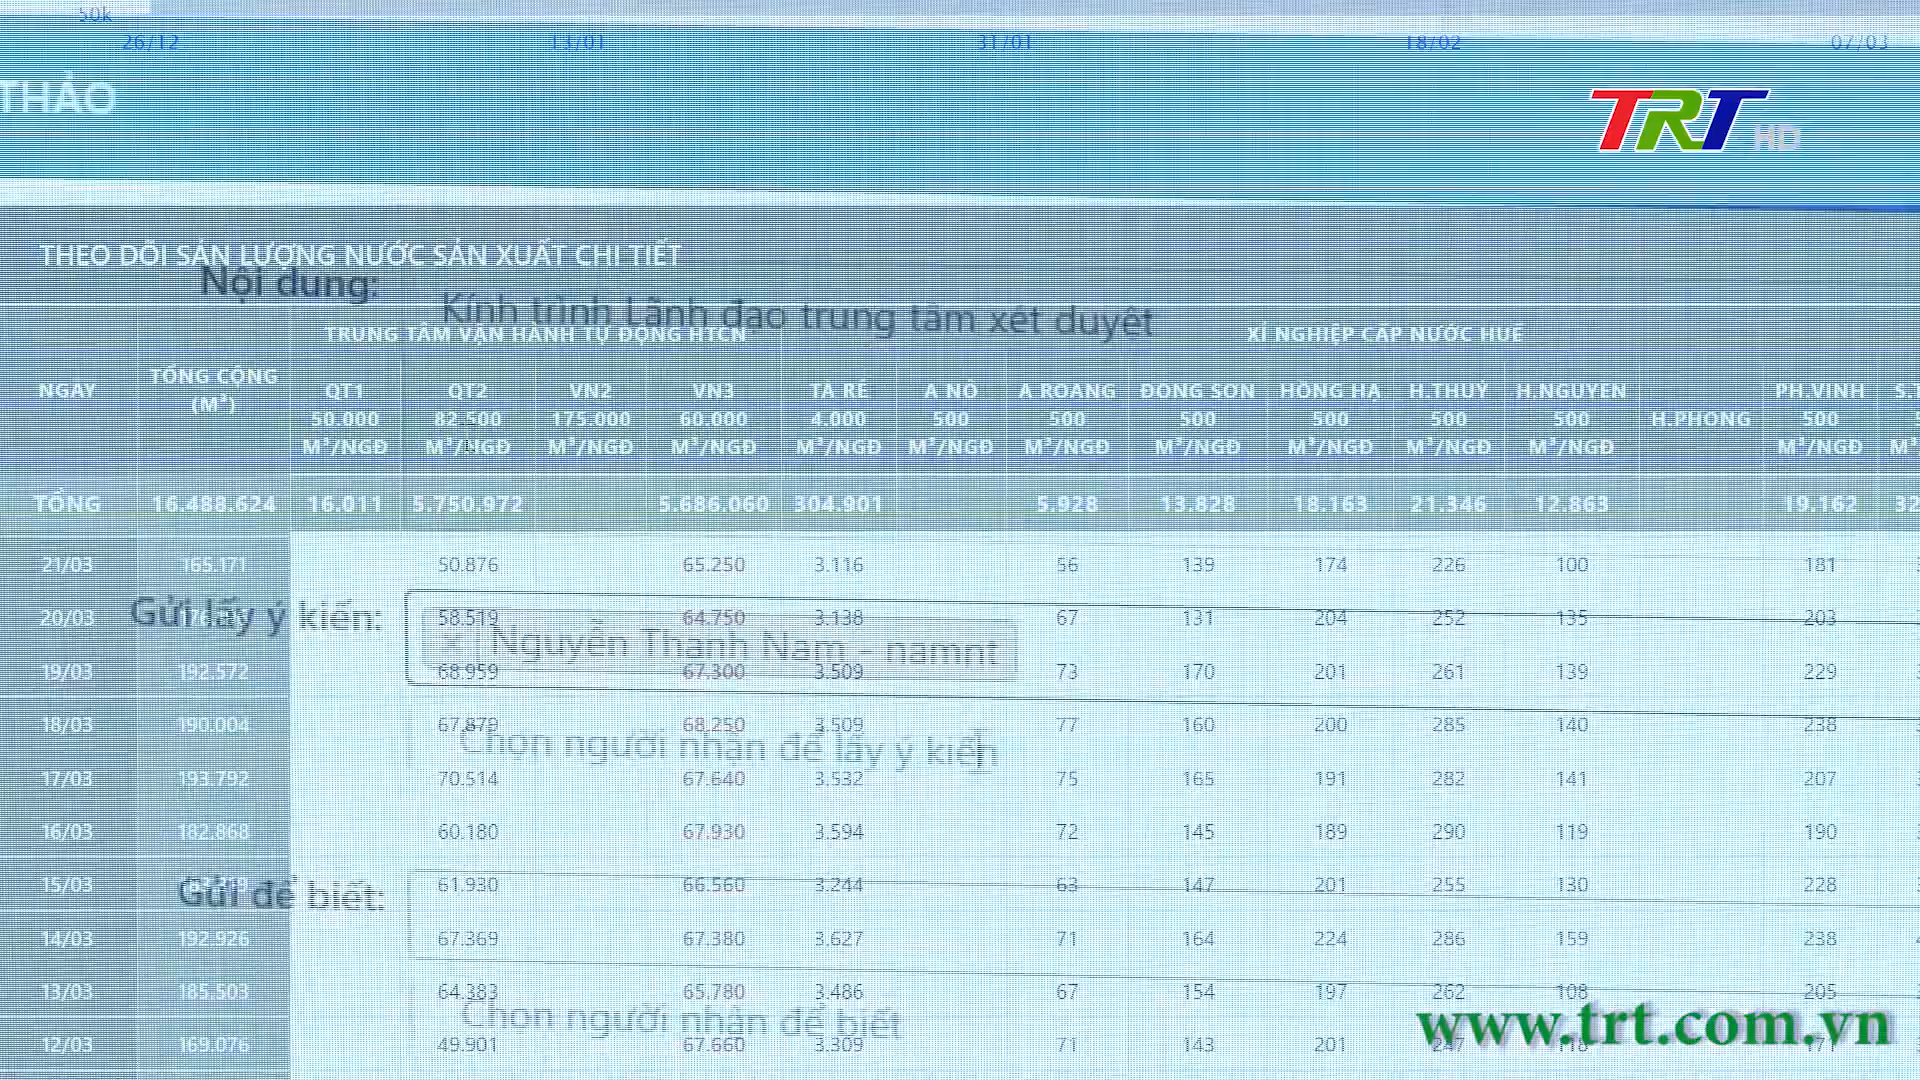 50k
26/12 13/01 31/01 18/02 07/03
THẢO
TRT HD
THEO DÕI SẢN LƯỢNG NƯỚC SẢN XUẤT CHI TIẾT
Nội dung:
Kính trình Lãnh đạo trung tâm xét duyệt
TRUNG TÂM VẬN HÀNH TỰ ĐỘNG HTCN XÍ NGHIỆP CẤP NƯỚC HUẾ
NGÀY TỔNG CỘNG (M³) QT1 50.000 M³/NGĐ QT2 82.500 M³/NGĐ VN2 175.000 M³/NGĐ VN3 60.000 M³/NGĐ TÀ RÊ 4.000 M³/NGĐ A NÔ 500 M³/NGĐ A ROANG 500 M³/NGĐ ĐÔNG SƠN 500 M³/NGĐ HỒNG HẠ 500 M³/NGĐ H.THUỶ 500 M³/NGĐ H.NGUYÊN 500 M³/NGĐ H.PHONG PH.VINH 500 M³/NGĐ
TỔNG 16.488.624 16.011 5.750.972 5.686.060 304.901 5.928 13.828 18.163 21.346 12.863 19.162 32
21/03 165.171 50.876 65.250 3.116 56 139 174 226 100 181
20/03 58.519 64.750 3.138 67 131 204 252 135 203
Gửi lấy ý kiến:
x Nguyễn Thanh Nam - namnt
19/03 192.572 68.959 67.300 3.509 73 170 201 261 139 229
18/03 190.004 67.879 68.250 3.509 77 160 200 285 140 238
Chọn người nhận để lấy ý kiến
17/03 193.792 70.514 67.640 3.532 75 165 191 282 141 207
16/03 182.868 60.180 67.930 3.594 72 145 189 290 119 190
15/03 61.930 66.560 3.244 63 147 201 255 130 228
Gửi để biết:
14/03 192.926 67.369 67.380 3.627 71 164 224 286 159 238
13/03 185.503 64.383 65.780 3.486 67 154 197 262 108 205
Chọn người nhận để biết
www.trt.com.vn
12/03 169.076 49.901 67.660 3.309 71 143 201 247 118 171